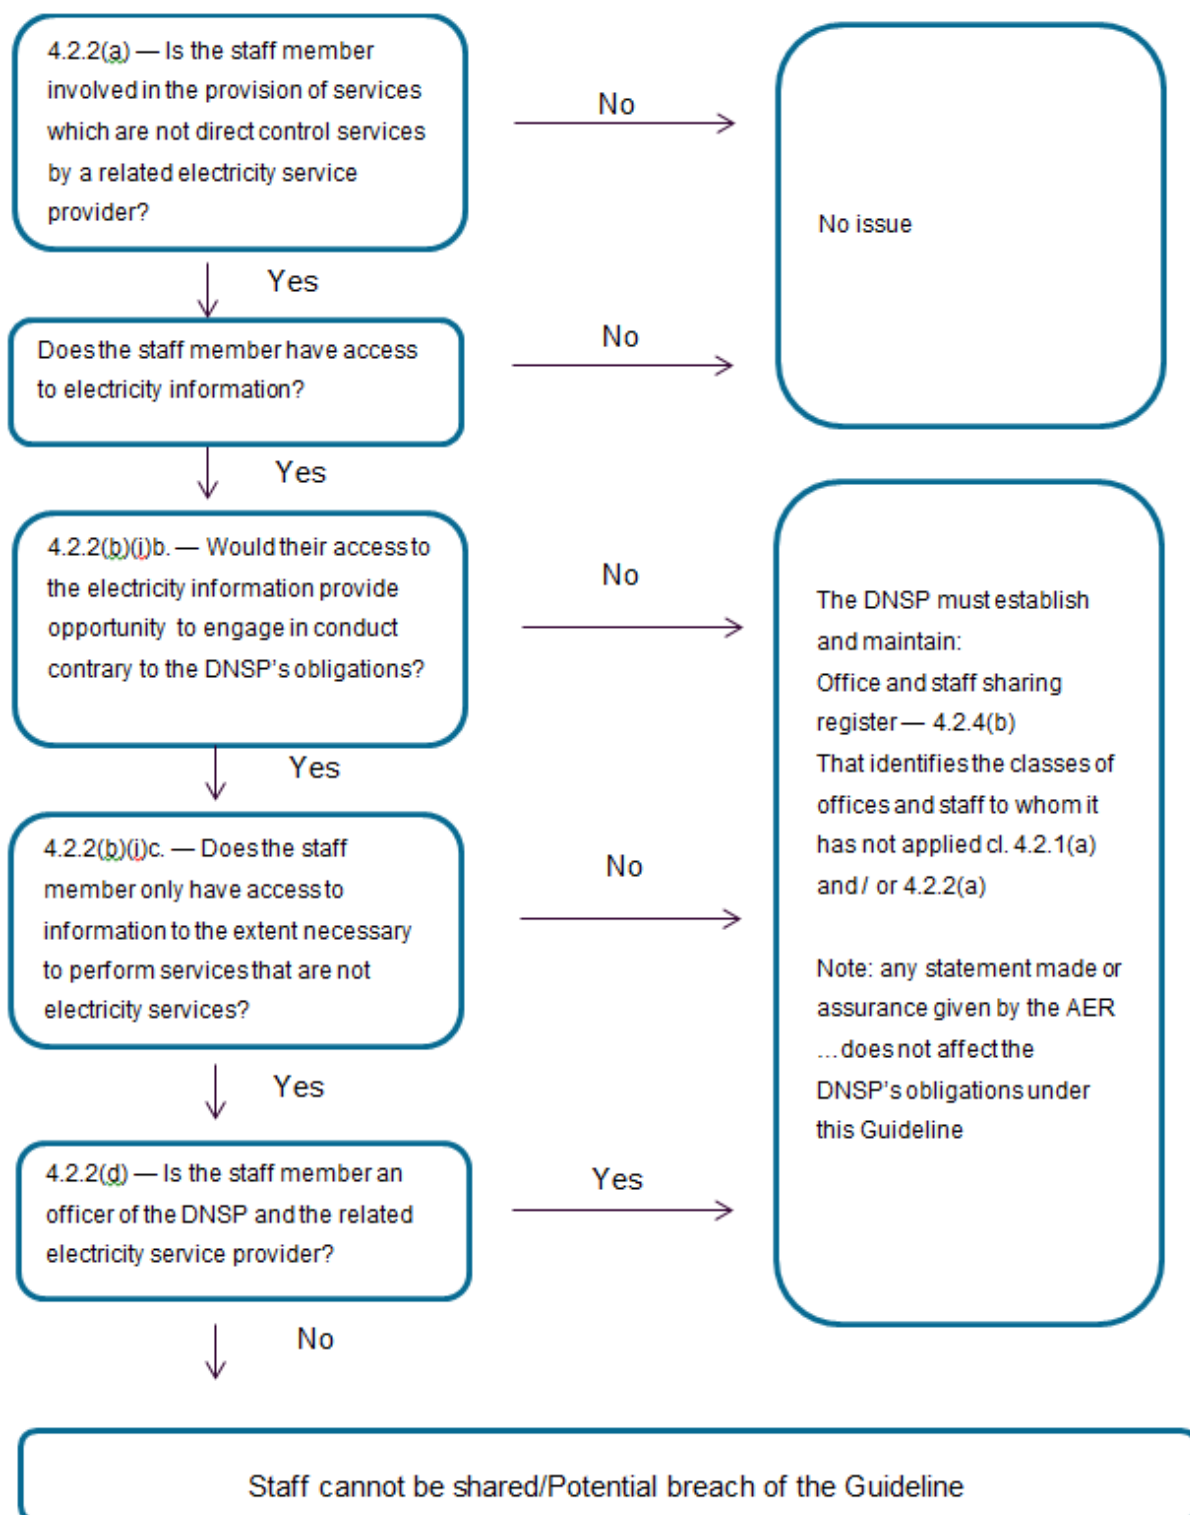 4.2.2(a) — Is the staff member
involved in the provision of services
which are not direct control services
by a related electricity service
provider?
No
No issue
Yes
Does the staff member have access
to electricity information?
No
Yes
4.2.2(b)(i)b. — Would their access to
the electricity information provide
opportunity to engage in conduct
contrary to the DNSP's obligations?
No
Yes
4.2.2(b)(i)c. — Does the staff
member only have access to
information to the extent necessary
to perform services that are not
electricity services?
No
Yes
4.2.2(d) — Is the staff member an
officer of the DNSP and the related
electricity service provider?
Yes
The DNSP must establish
and maintain:
Office and staff sharing
register — 4.2.4(b)
That identifies the classes of
offices and staff to whom it
has not applied cl. 4.2.1(a)
and / or 4.2.2(a)
Note: any statement made or
assurance given by the AER
…does not affect the
DNSP's obligations under
this Guideline
No
Staff cannot be shared/Potential breach of the Guideline